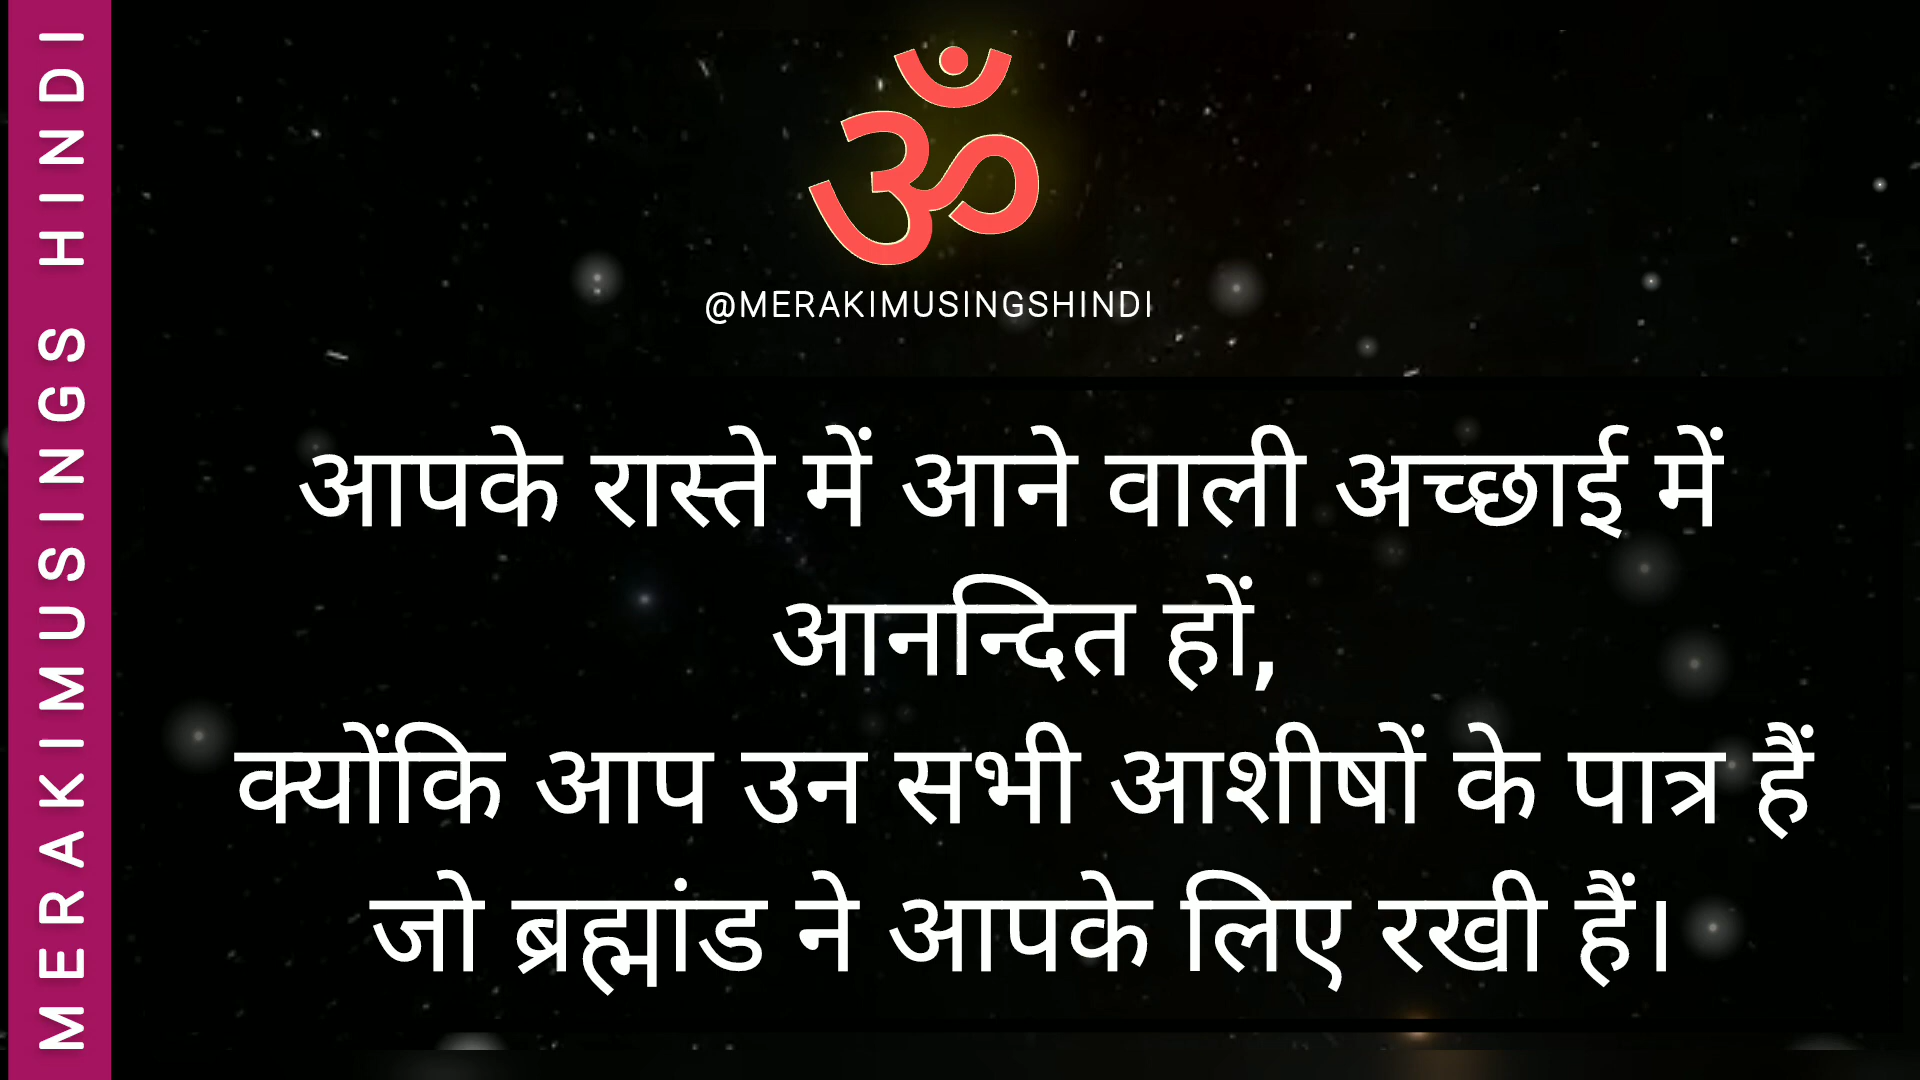 MERAKIMUSINGS HINDI
ॐ
@MERAKIMUSINGSHINDI
आपके रास्ते में आने वाली अच्छाई में
आनन्दित हों,
क्योंकि आप उन सभी आशीषों के पात्र हैं
जो ब्रह्मांड ने आपके लिए रखी हैं।